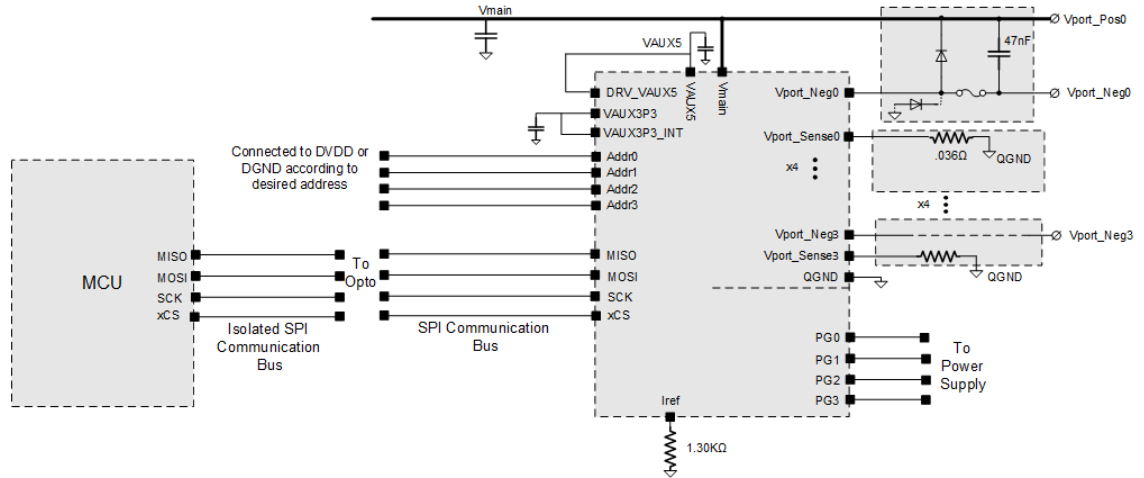 Vmain
Vport_Pos0
VAUX5
47nF
DRV_VAUX5
VAUX5
Vmain
Vport_Neg0
Vport_Neg0
VAUX3P3
VAUX3P3_INT
Vport_Sense0
.036Ω
QGND
Connected to DVDD or
DGND according to
desired address
Addr0
Addr1
Addr2
Addr3
x4
x4
Vport_Neg3
Vport_Neg3
Vport_Sense3
QGND
QGND
MCU
MISO
MOSI
SCK
xCS
To
Opto
MISO
MOSI
SCK
xCS
Isolated SPI
Communication
Bus
SPI Communication
Bus
PG0
PG1
PG2
PG3
To
Power
Supply
Iref
1.30KΩ